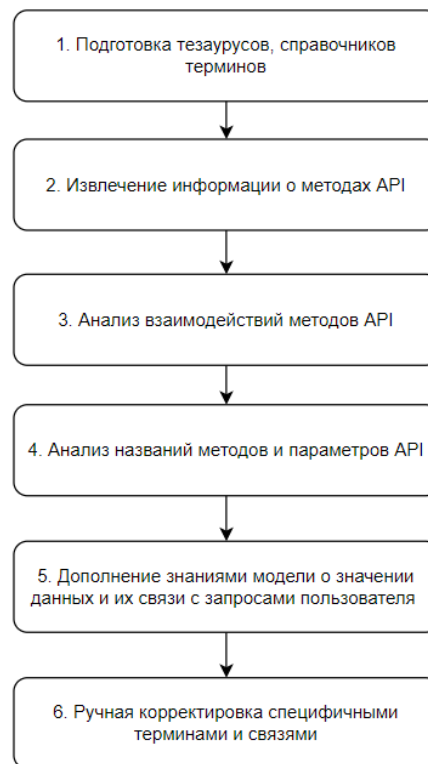 1. Подготовка тезаурусов, справочников
терминов
2. Извлечение информации о методах API
3. Анализ взаимодействий методов API
4. Анализ названий методов и параметров API
5. Дополнение знаниями модели о значении
данных и их связи с запросами пользователя
6. Ручная корректировка специфичными
терминами и связями